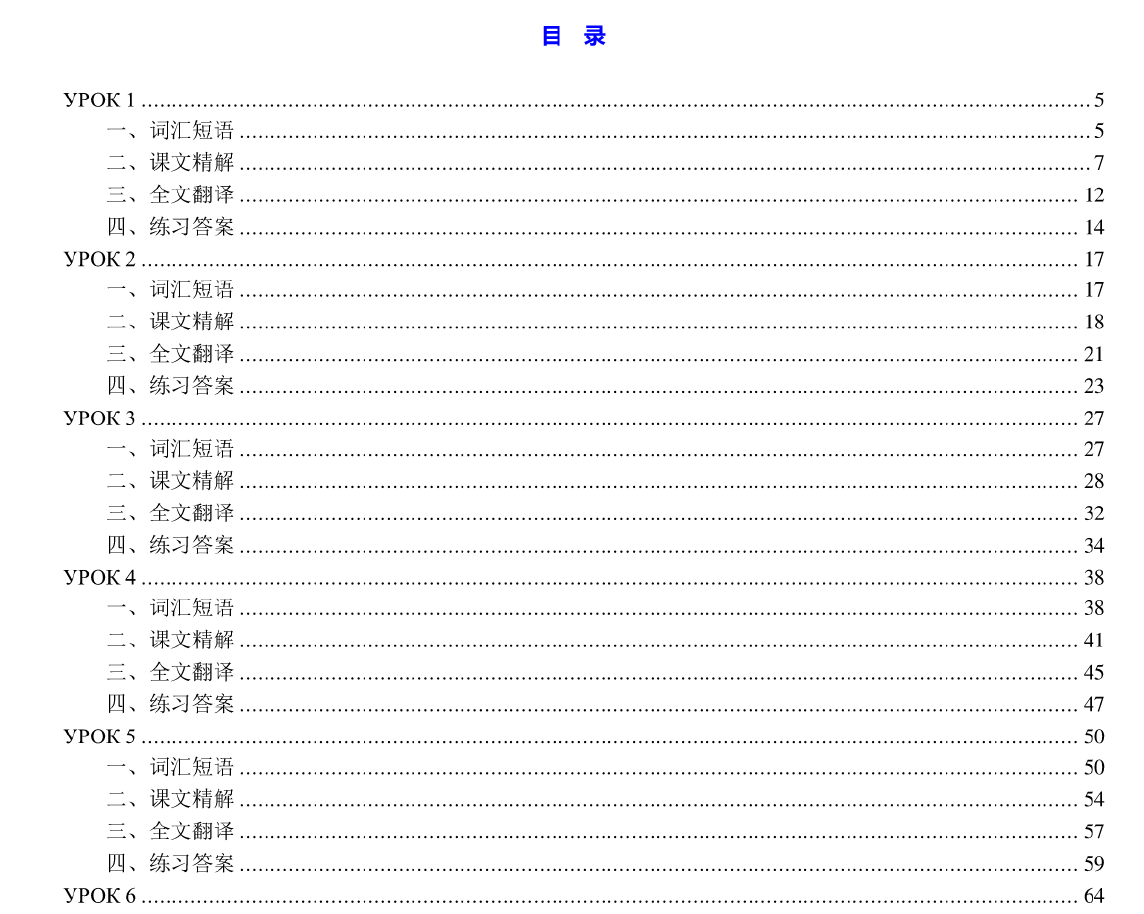 目 录
УРОК 1 5
一、词汇短语 5
二、课文精解 7
三、全文翻译 12
四、练习答案 14
УРОК 2 17
一、词汇短语 17
二、课文精解 18
三、全文翻译 21
四、练习答案 23
УРОК 3 27
一、词汇短语 27
二、课文精解 28
三、全文翻译 32
四、练习答案 34
УРОК 4 38
一、词汇短语 38
二、课文精解 41
三、全文翻译 45
四、练习答案 47
УРОК 5 50
一、词汇短语 50
二、课文精解 54
三、全文翻译 57
四、练习答案 59
УРОК 6 64